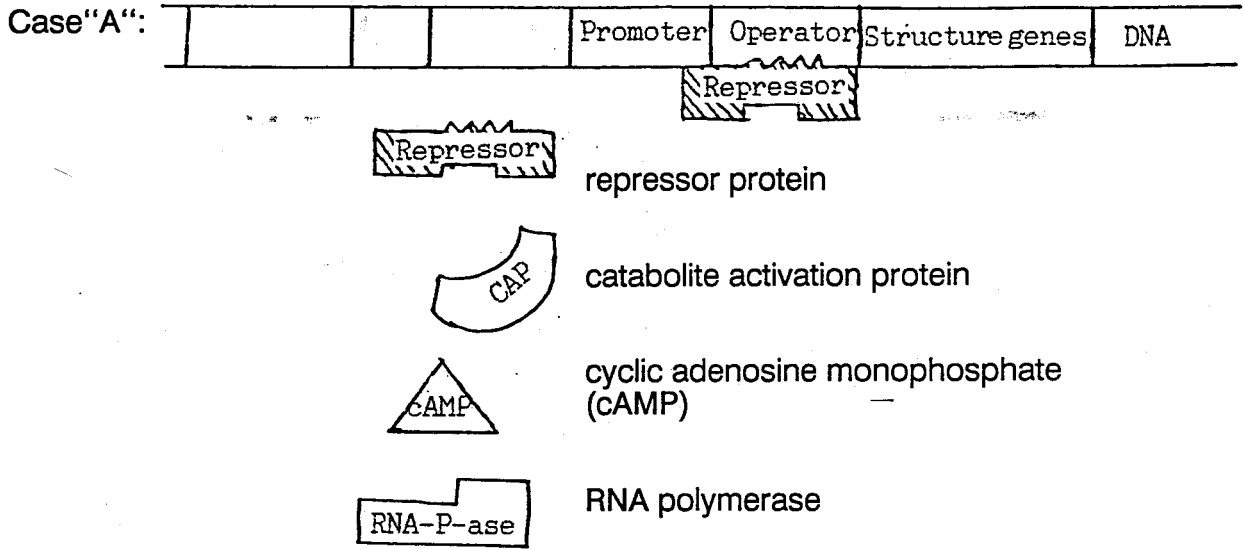 Case“A“:
Promoter Operator Structure genes DNA
Repressor
Repressor
repressor protein
CAP
catabolite activation protein
cAMP
cyclic adenosine monophosphate
(cAMP)
RNA-P-ase
RNA polymerase